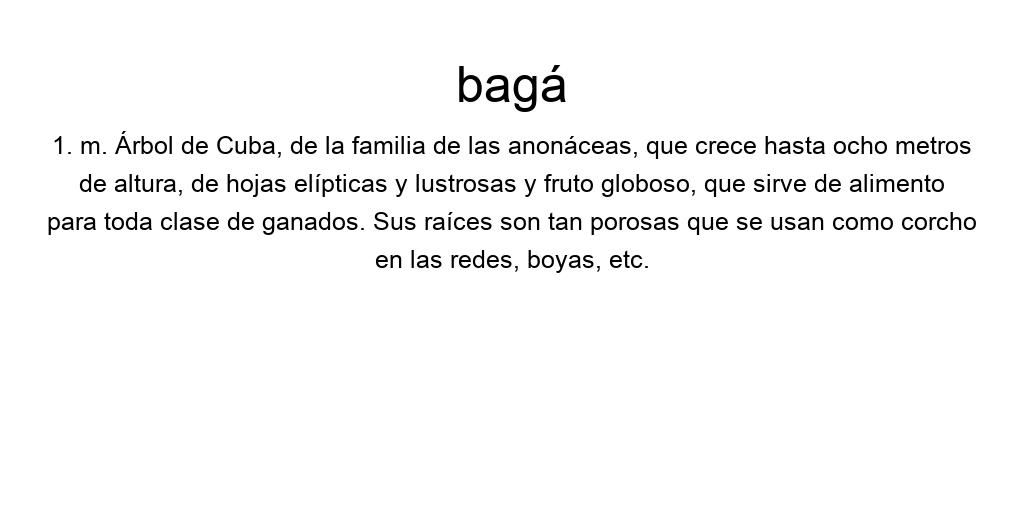 bagá
1. m. Árbol de Cuba, de la familia de las anonáceas, que crece hasta ocho metros
de altura, de hojas elípticas y lustrosas y fruto globoso, que sirve de alimento
para toda clase de ganados. Sus raíces son tan porosas que se usan como corcho
en las redes, boyas, etc.